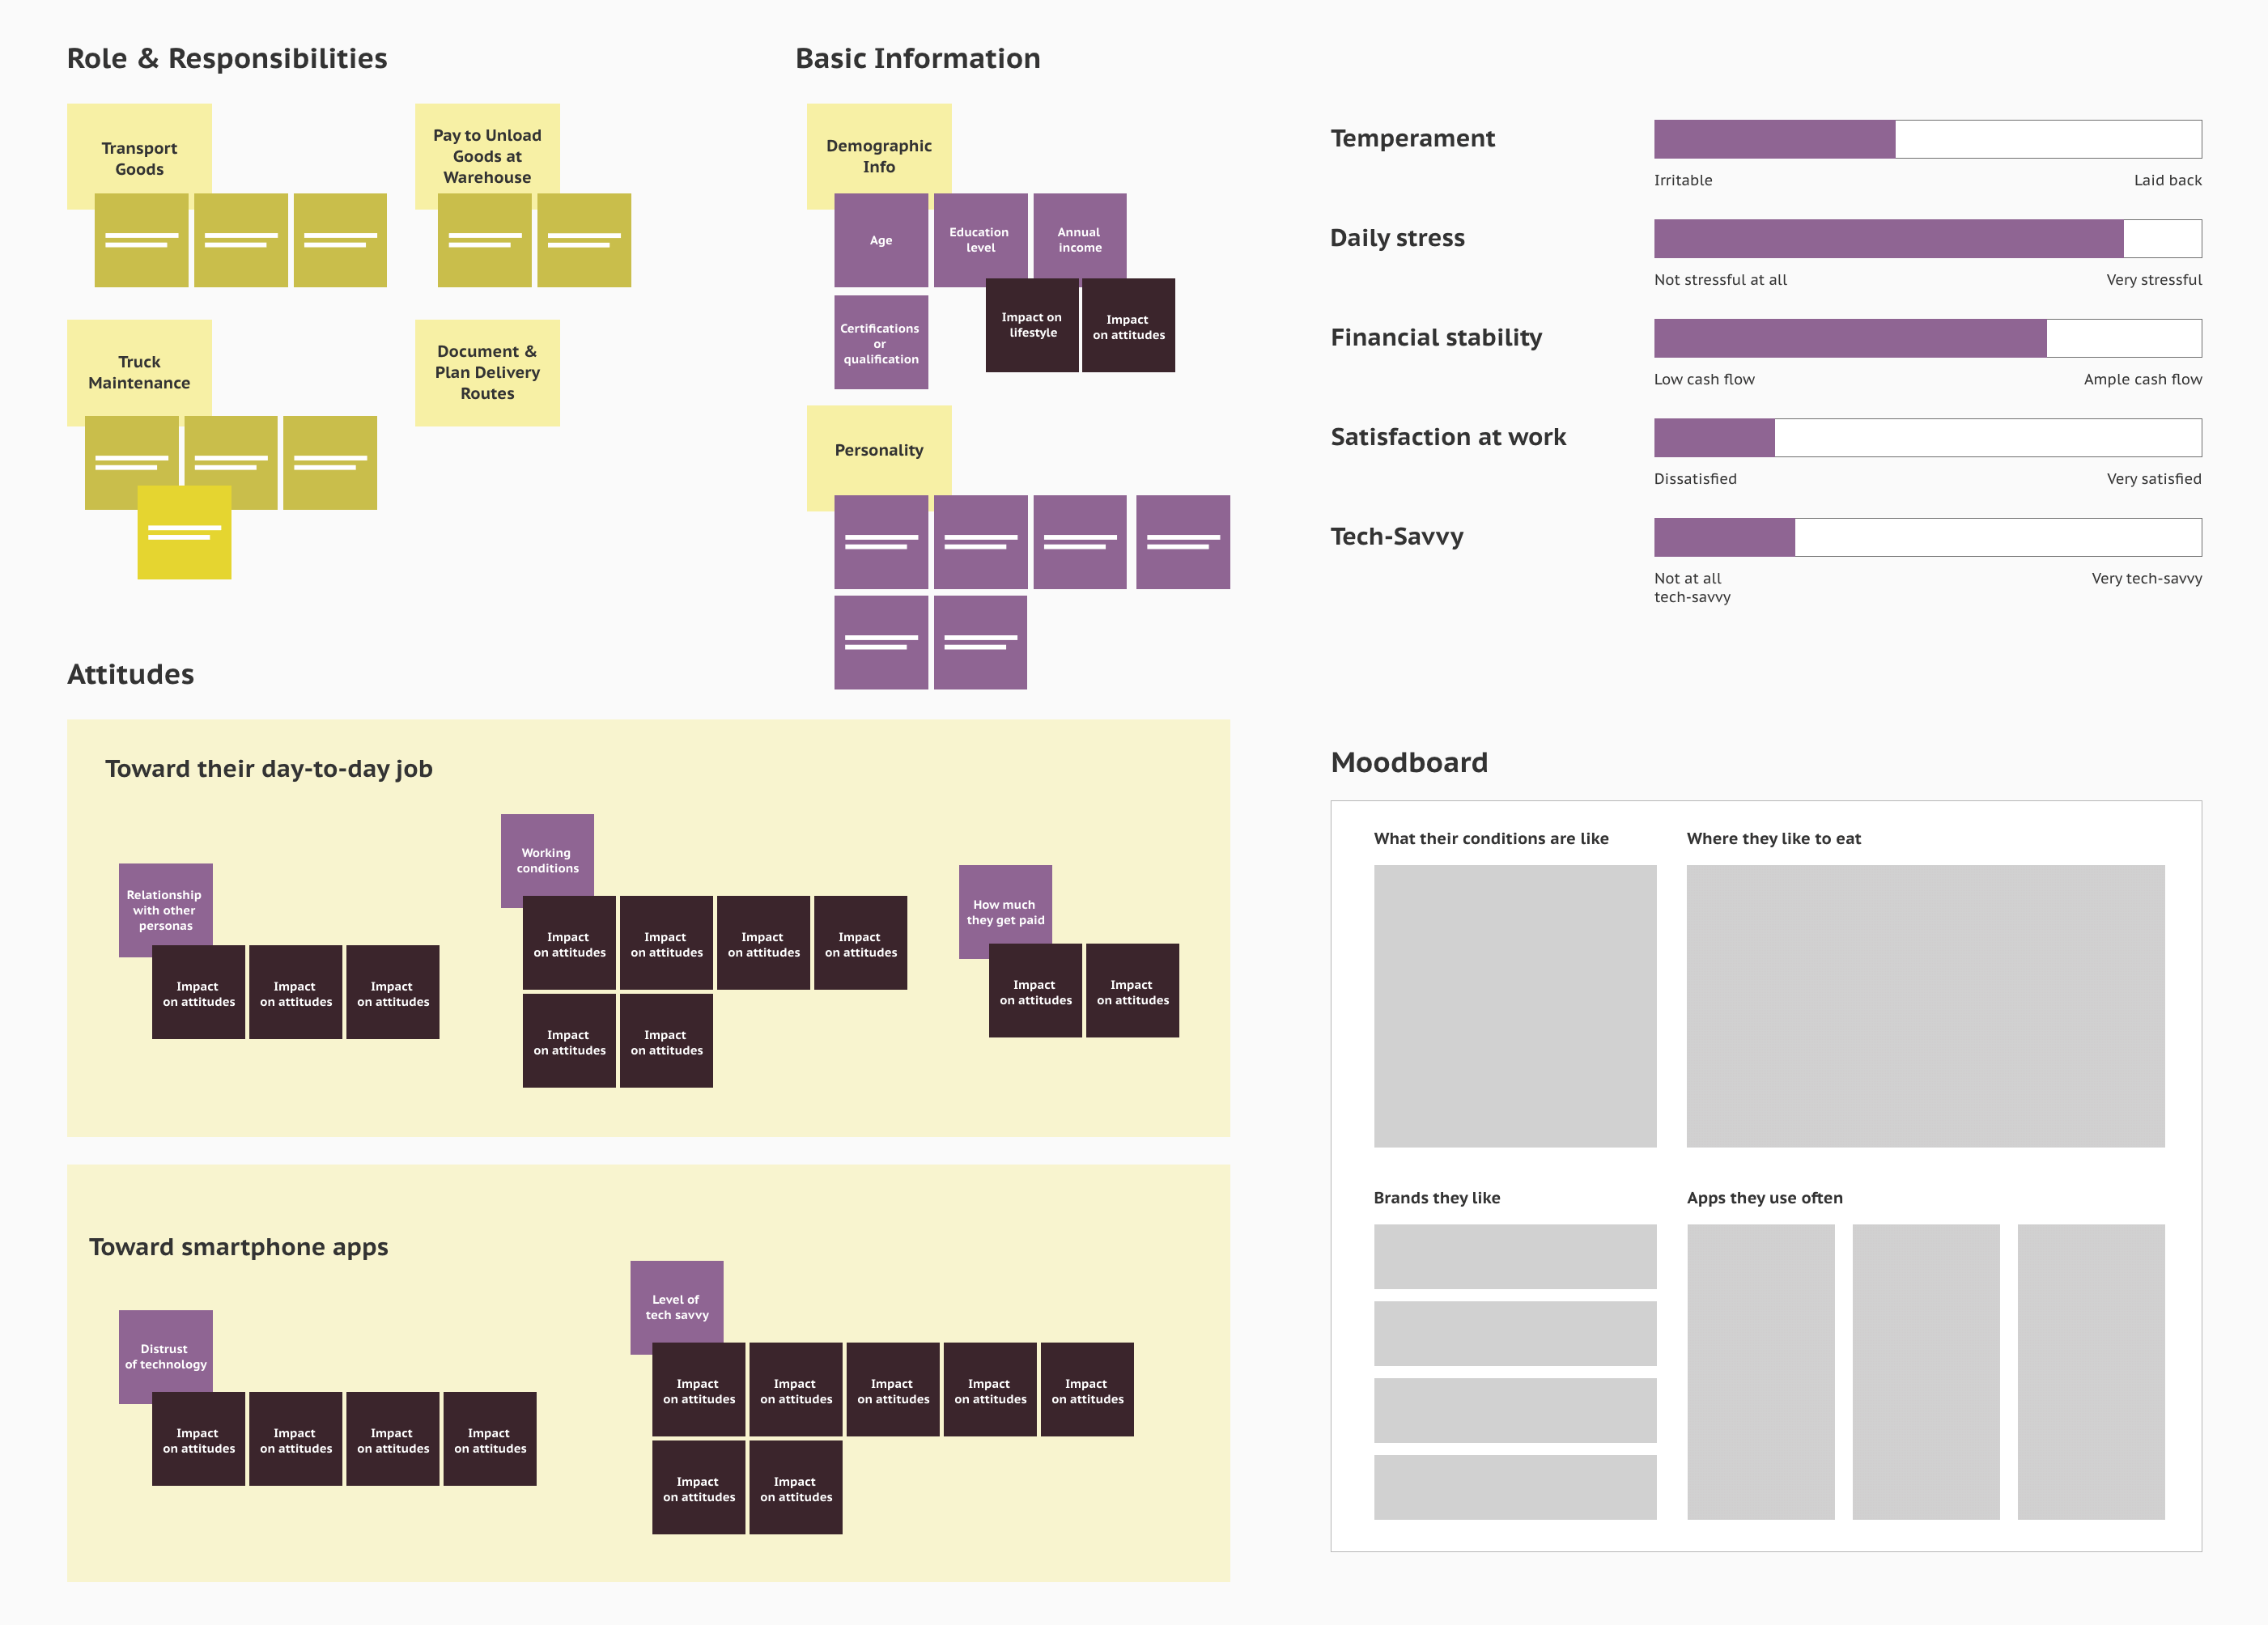 Role & Responsibilities
Transport
Goods
Pay to Unload
Goods at
Warehouse
Truck
Maintenance
Document &
Plan Delivery
Routes
Basic Information
Demographic
Info
Age
Education
level
Annual
income
Certifications
or
qualification
Impact on
lifestyle
Impact
on attitudes
Personality
Temperament
Irritable
Laid back
Daily stress
Not stressful at all
Very stressful
Financial stability
Low cash flow
Ample cash flow
Satisfaction at work
Dissatisfied
Very satisfied
Tech-Savvy
Not at all
tech-savvy
Very tech-savvy
Attitudes
Toward their day-to-day job
Relationship
with other
personas
Impact
on attitudes
Impact
on attitudes
Impact
on attitudes
Working
conditions
Impact
on attitudes
Impact
on attitudes
Impact
on attitudes
Impact
on attitudes
Impact
on attitudes
Impact
on attitudes
How much
they get paid
Impact
on attitudes
Impact
on attitudes
Toward smartphone apps
Distrust
of technology
Impact
on attitudes
Impact
on attitudes
Impact
on attitudes
Impact
on attitudes
Level of
tech savvy
Impact
on attitudes
Impact
on attitudes
Impact
on attitudes
Impact
on attitudes
Impact
on attitudes
Impact
on attitudes
Impact
on attitudes
Moodboard
What their conditions are like
Where they like to eat
Brands they like
Apps they use often